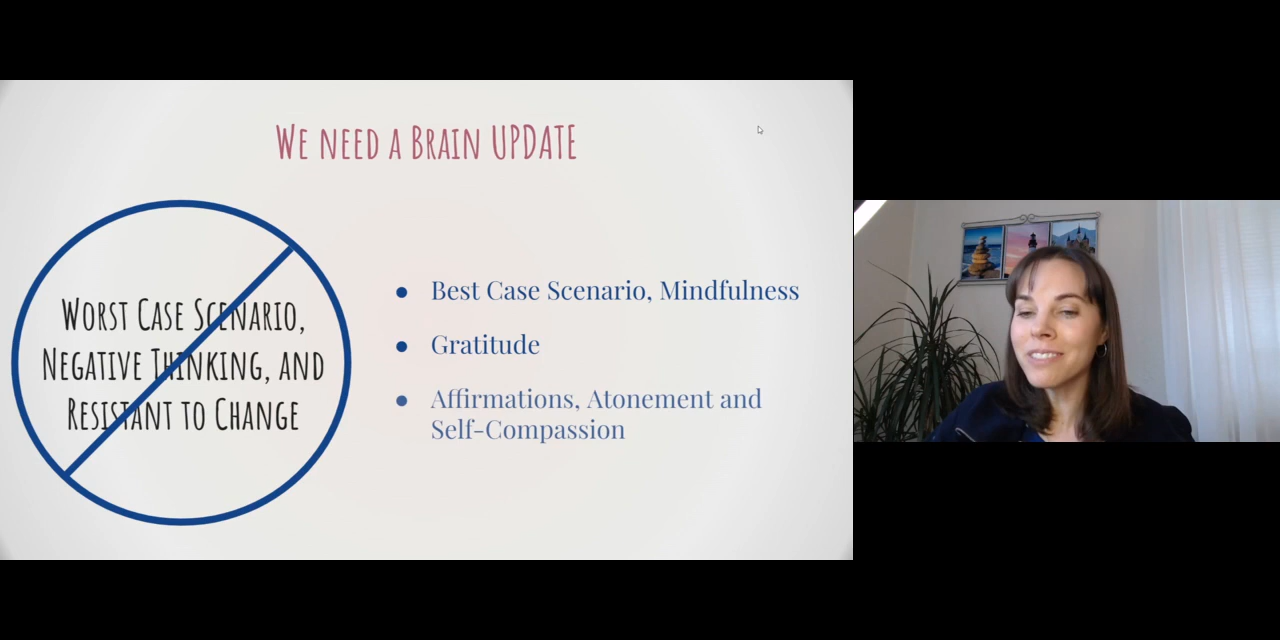 We need a Brain UPDATE
Worst Case Scenario,
Negative Thinking, and
Resistant to Change
● Best Case Scenario, Mindfulness
● Gratitude
● Affirmations, Atonement and
Self-Compassion